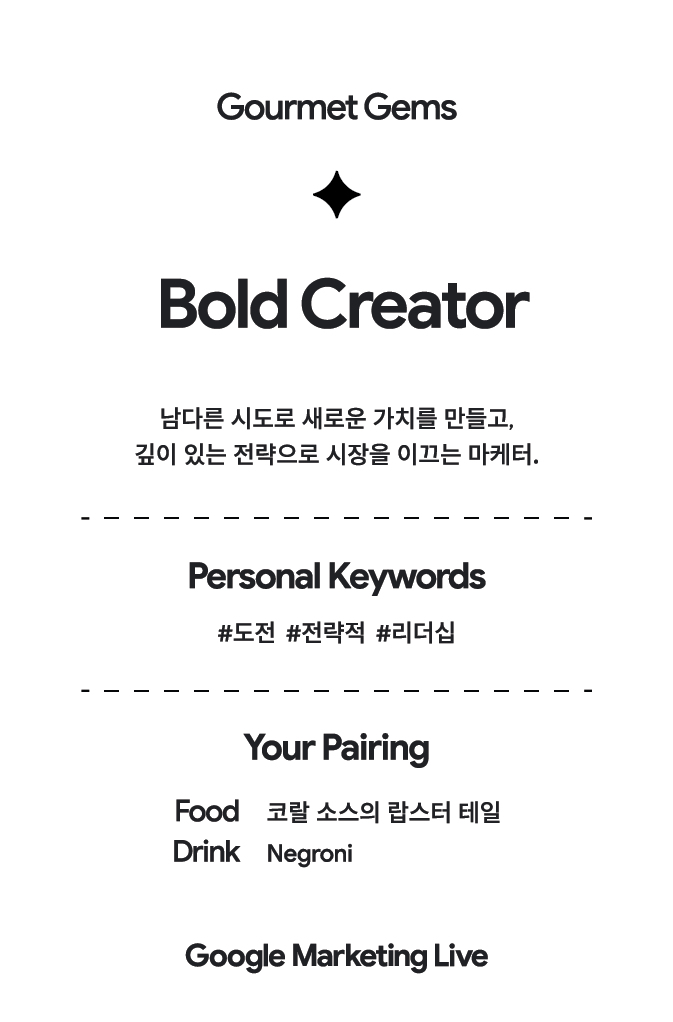 Gourmet Gems
Bold Creator
남다른 시도로 새로운 가치를 만들고,
깊이 있는 전략으로 시장을 이끄는 마케터.
Personal Keywords
#도전 #전략적 #리더십
Your Pairing
Food 코랄 소스의 랍스터 테일
Drink Negroni
Google Marketing Live